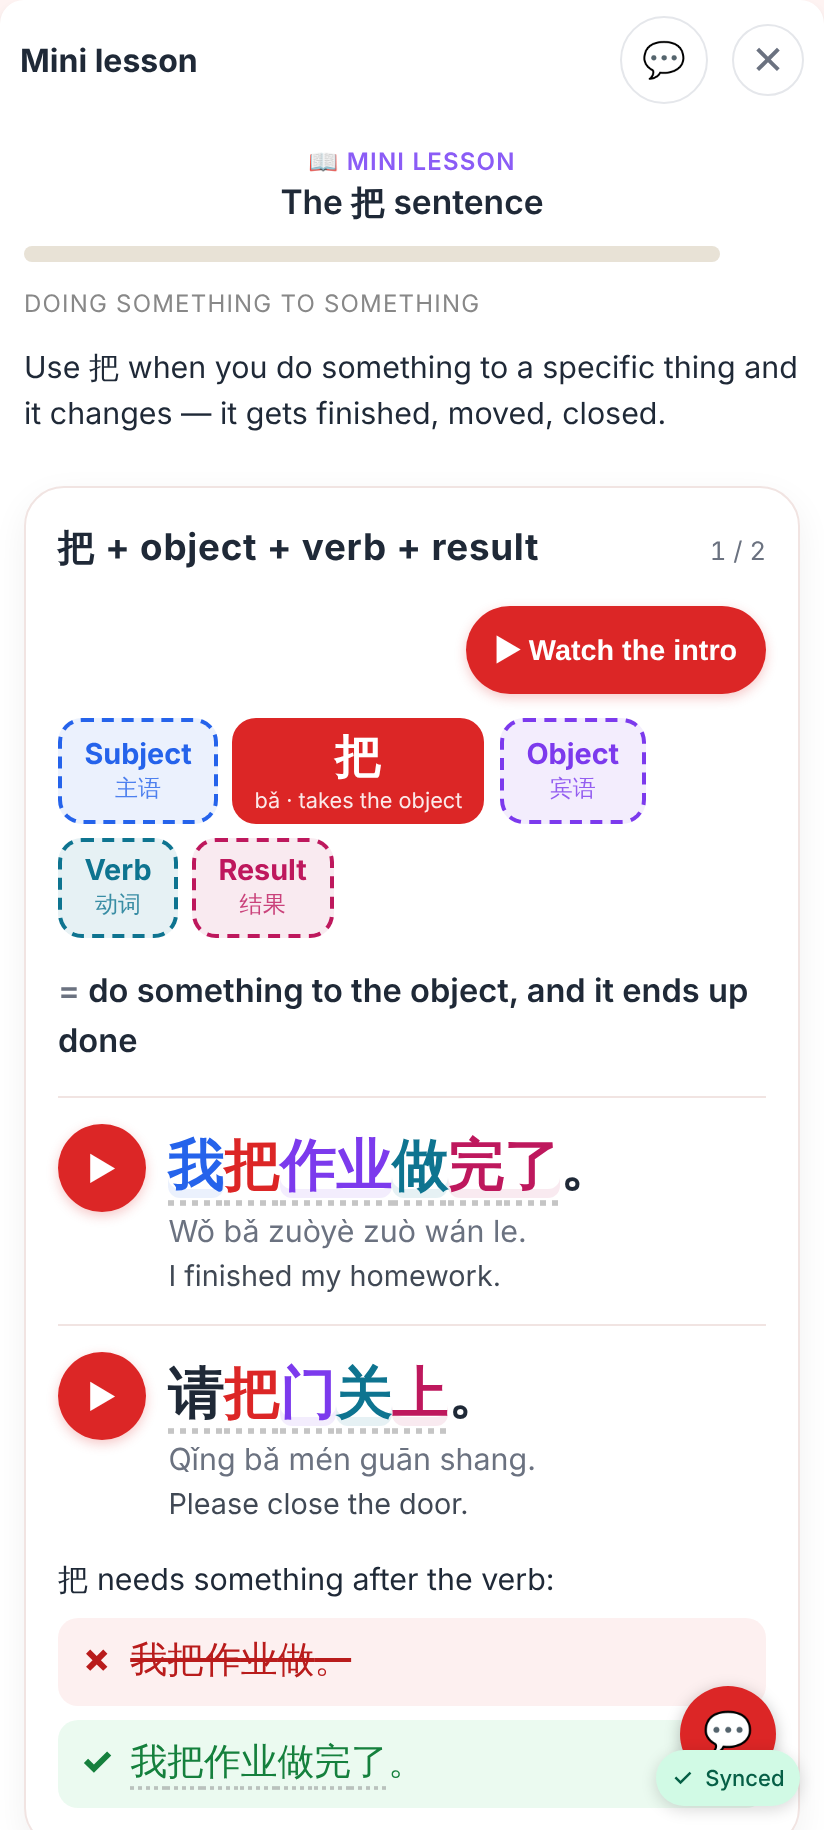 Mini lesson
📖 MINI LESSON
The 把 sentence
DOING SOMETHING TO SOMETHING
Use 把 when you do something to a specific thing and
it changes — it gets finished, moved, closed.
把 + object + verb + result
1 / 2
▶ Watch the intro
Subject
主语
把
bǎ · takes the object
Object
宾语
Verb
动词
Result
结果
= do something to the object, and it ends up
done
我把作业做完了。
Wǒ bǎ zuòyè zuò wán le.
I finished my homework.
请把门关上。
Qǐng bǎ mén guān shang.
Please close the door.
把 needs something after the verb:
✖ 我把作业做。
✔ 我把作业做完了。
✓ Synced